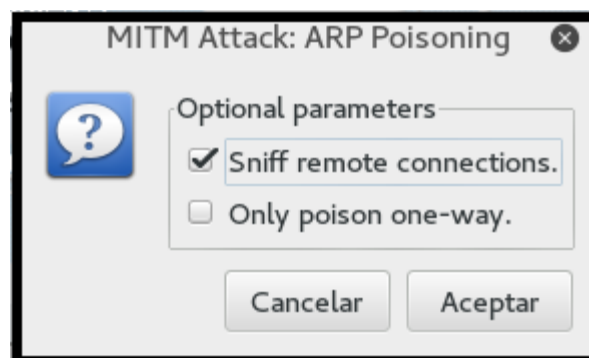 MITM Attack: ARP Poisoning
Optional parameters
Sniff remote connections.
Only poison one-way.
Cancelar
Aceptar